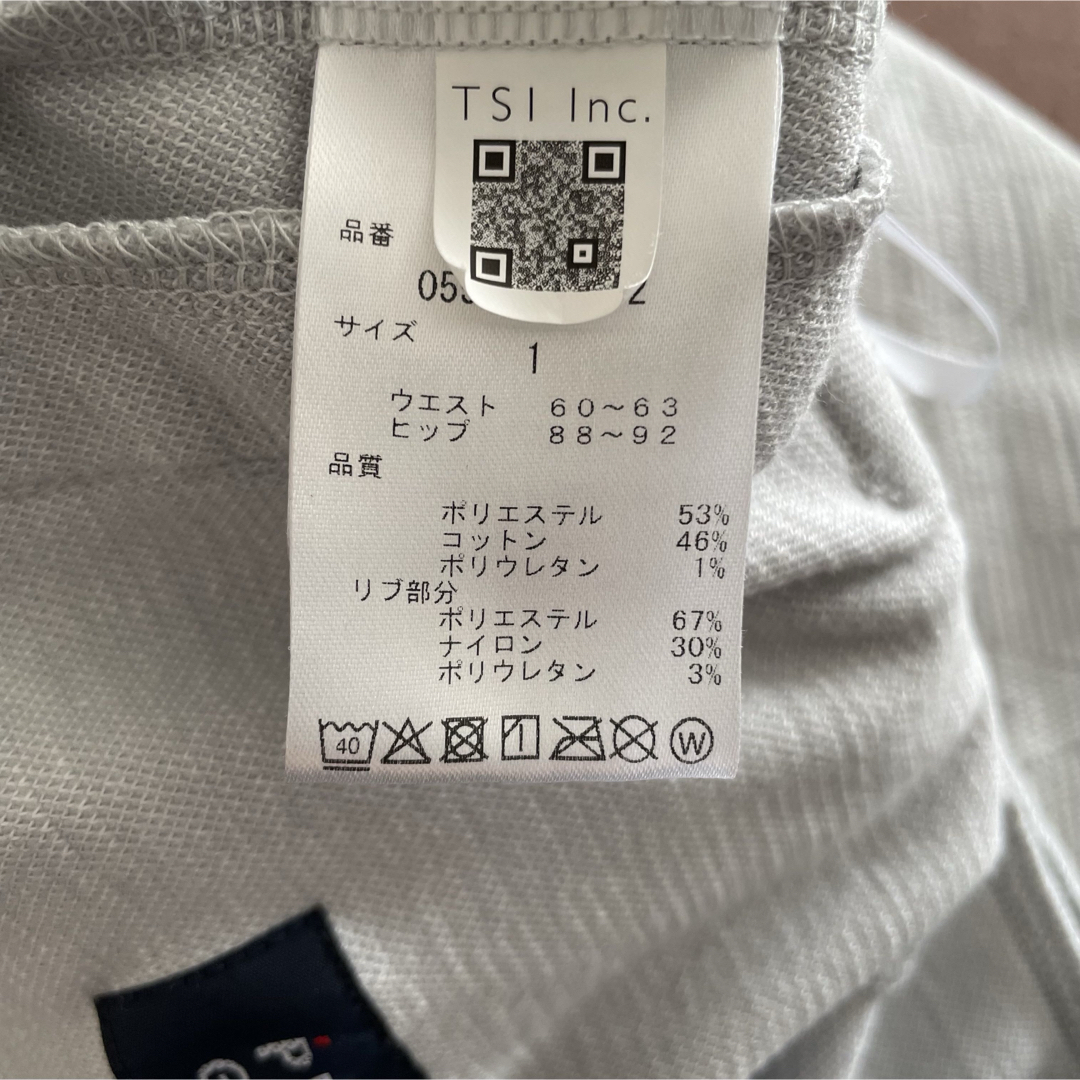 TSI Inc.
品番
サイズ
1
ウエスト 60～63
ヒップ 88～92
品質
ポリエステル 53%
コットン 46%
ポリウレタン 1%
リブ部分
ポリエステル 67%
ナイロン 30%
ポリウレタン 3%
40
W